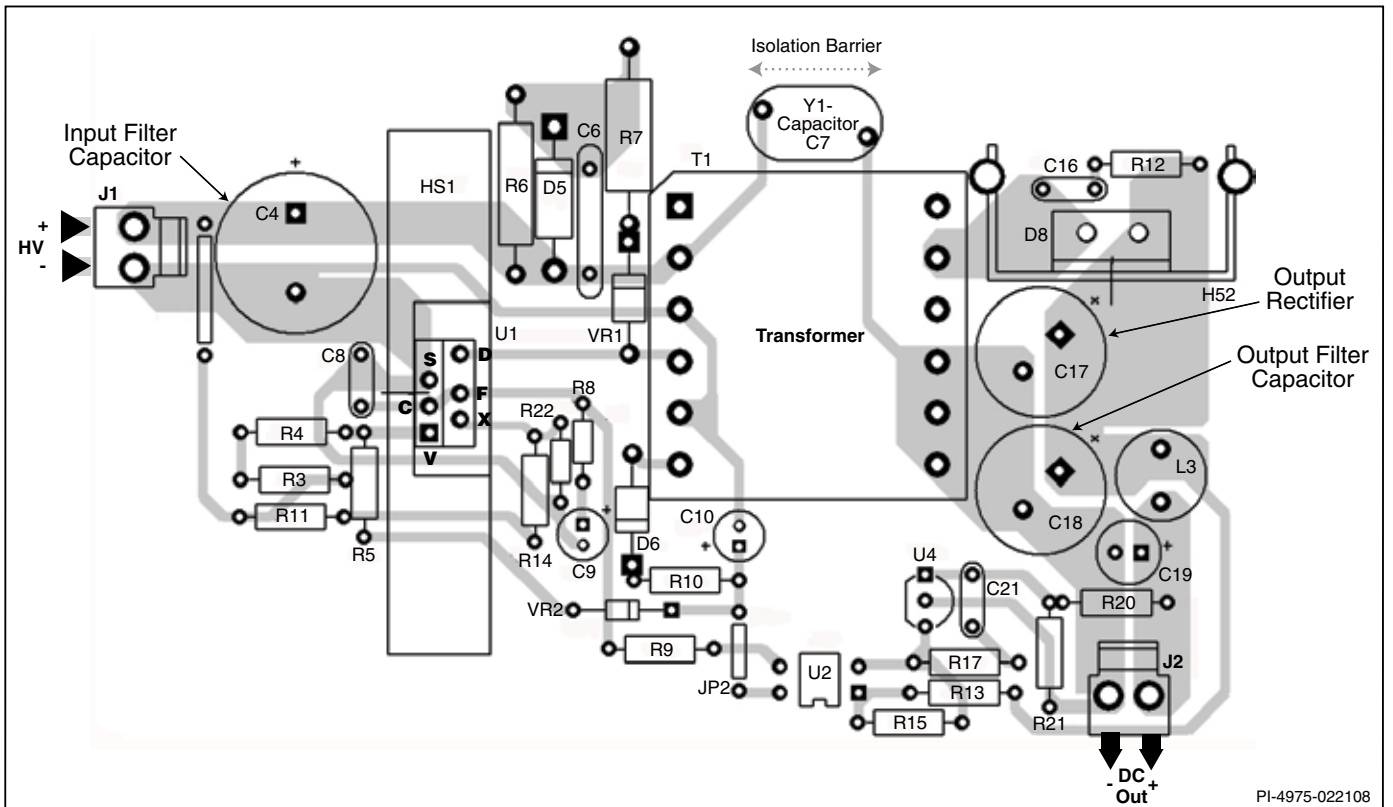 Isolation Barrier
Y1-
Capacitor
C7
Input Filter
Capacitor
J1
+
HV
-
+
C4
HS1
R6
D5
C6
R7
T1
C16
R12
D8
H52
Output
Rectifier
Output Filter
Capacitor
VR1
Transformer
C17
C8
U1
S
D
C
F
X
V
R22
R8
R4
R3
R11
R5
R14
C9
+
D6
C10
+
R10
VR2
R9
JP2
U2
U4
C21
R17
R13
R15
R21
R20
C18
L3
C19
+
J2
- DC +
Out
PI-4975-022108